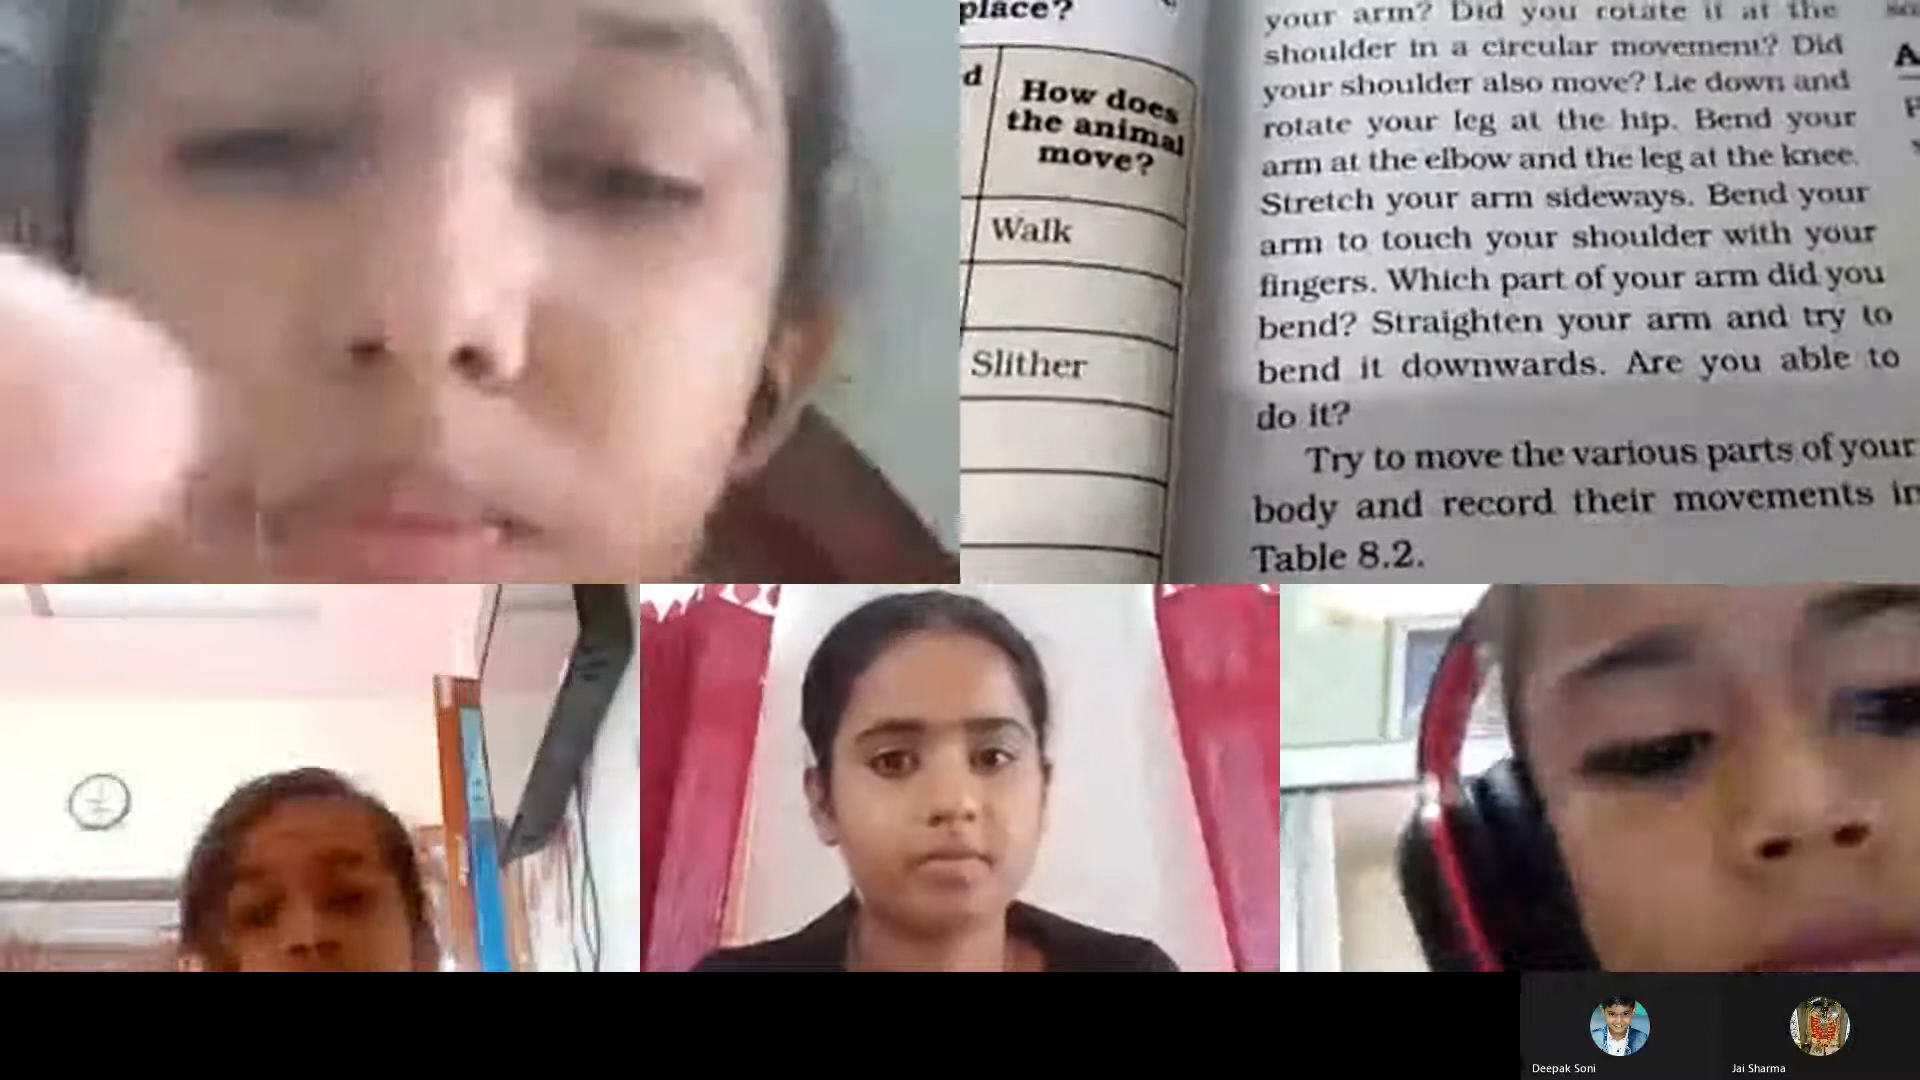 place?
d
How does
the animal
move?
Walk
Slither
your arm? Did you rotate it at the
shoulder in a circular movement? Did
your shoulder also move? Lie down and
rotate your leg at the hip. Bend your
arm at the elbow and the leg at the knee.
Stretch your arm sideways. Bend your
arm to touch your shoulder with your
fingers. Which part of your arm did you
bend? Straighten your arm and try to
bend it downwards. Are you able to
do it?
Try to move the various parts of your
body and record their movements in
Table 8.2.
A
Deepak Soni
Jai Sharma